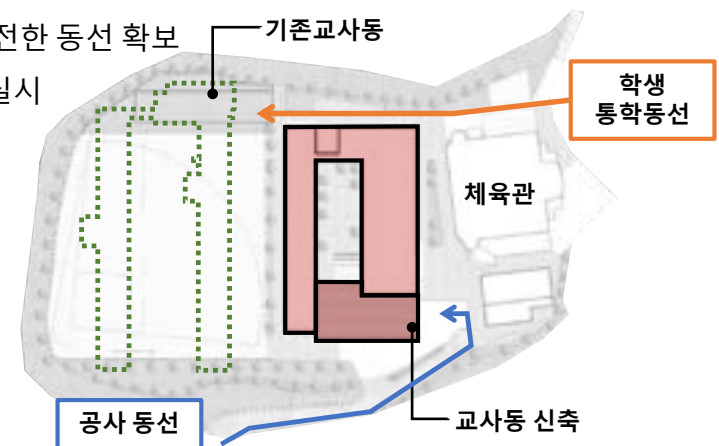 전한 동선 확보
실시
기존교사동
학생
통학동선
체육관
공사 동선
교사동 신축